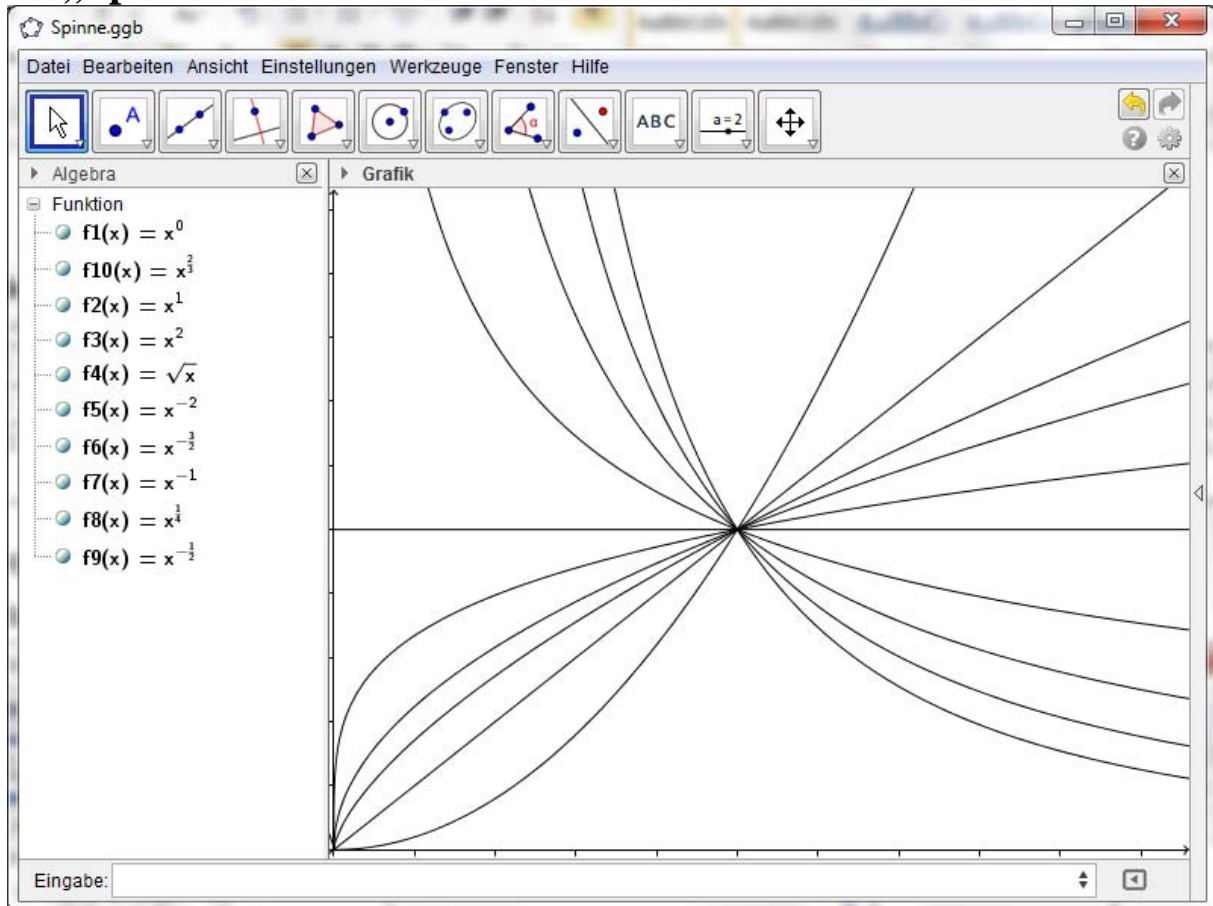 Spinne.ggb
Datei Bearbeiten Ansicht Einstellungen Werkzeuge Fenster Hilfe
A α ABC a=2
Algebra
Grafik
Funktion
f1(x) = x^0
f10(x) = x^(2/3)
f2(x) = x^1
f3(x) = x^2
f4(x) = √x
f5(x) = x^-2
f6(x) = x^(-3/2)
f7(x) = x^-1
f8(x) = x^(1/4)
f9(x) = x^(-1/2)
Eingabe: